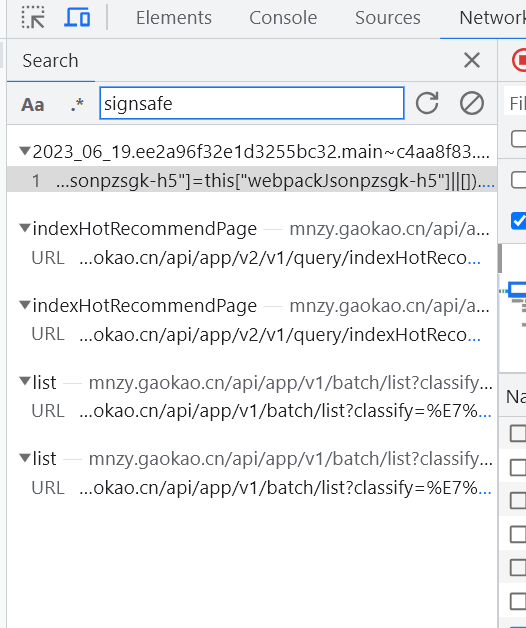 Elements Console Sources Network
Search
Aa .* signsafe
Fil
2023_06_19.ee2a96f32e1d3255bc32.main~c4aa8f83....
1 ...sonpzsgk-h5"]=this["webpackJsonpzsgk-h5"]||[])....
indexHotRecommendPage — mnzy.gaokao.cn/api/a...
URL ...okao.cn/api/app/v2/v1/query/indexHotReco...
indexHotRecommendPage — mnzy.gaokao.cn/api/a...
URL ...okao.cn/api/app/v2/v1/query/indexHotReco...
list — mnzy.gaokao.cn/api/app/v1/batch/list?classify...
Na
URL ...okao.cn/api/app/v1/batch/list?classify=%E7%...
list — mnzy.gaokao.cn/api/app/v1/batch/list?classify...
URL ...okao.cn/api/app/v1/batch/list?classify=%E7%...